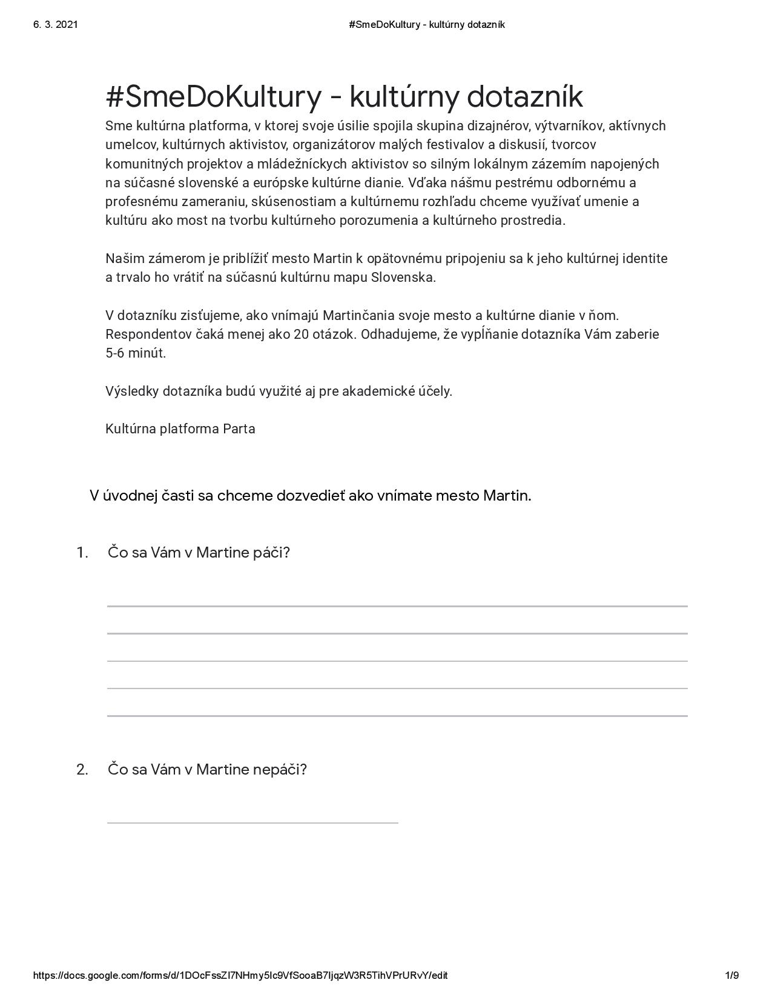 6. 3. 2021
#SmeDoKultury - kultúrny dotazník
#SmeDoKultury - kultúrny dotazník
Sme kultúrna platforma, v ktorej svoje úsilie spojila skupina dizajnérov, výtvarníkov, aktívnych
umelcov, kultúrnych aktivistov, organizátorov malých festivalov a diskusií, tvorcov
komunitných projektov a mládežníckych aktivistov so silným lokálnym zázemím napojených
na súčasné slovenské a európske kultúrne dianie. Vďaka nášmu pestrému odbornému a
profesnému zameraniu, skúsenostiam a kultúrnemu rozhľadu chceme využívať umenie a
kultúru ako most na tvorbu kultúrneho porozumenia a kultúrneho prostredia.
Našim zámerom je priblížiť mesto Martin k opätovnému pripojeniu sa k jeho kultúrnej identite
a trvalo ho vrátiť na súčasnú kultúrnu mapu Slovenska.
V dotazníku zisťujeme, ako vnímajú Martinčania svoje mesto a kultúrne dianie v ňom.
Respondentov čaká menej ako 20 otázok. Odhadujeme, že vypĺňanie dotazníka Vám zaberie
5-6 minút.
Výsledky dotazníka budú využité aj pre akademické účely.
Kultúrna platforma Parta
V úvodnej časti sa chceme dozvedieť ako vnímate mesto Martin.
1. Čo sa Vám v Martine páči?
2. Čo sa Vám v Martine nepáči?
1/9